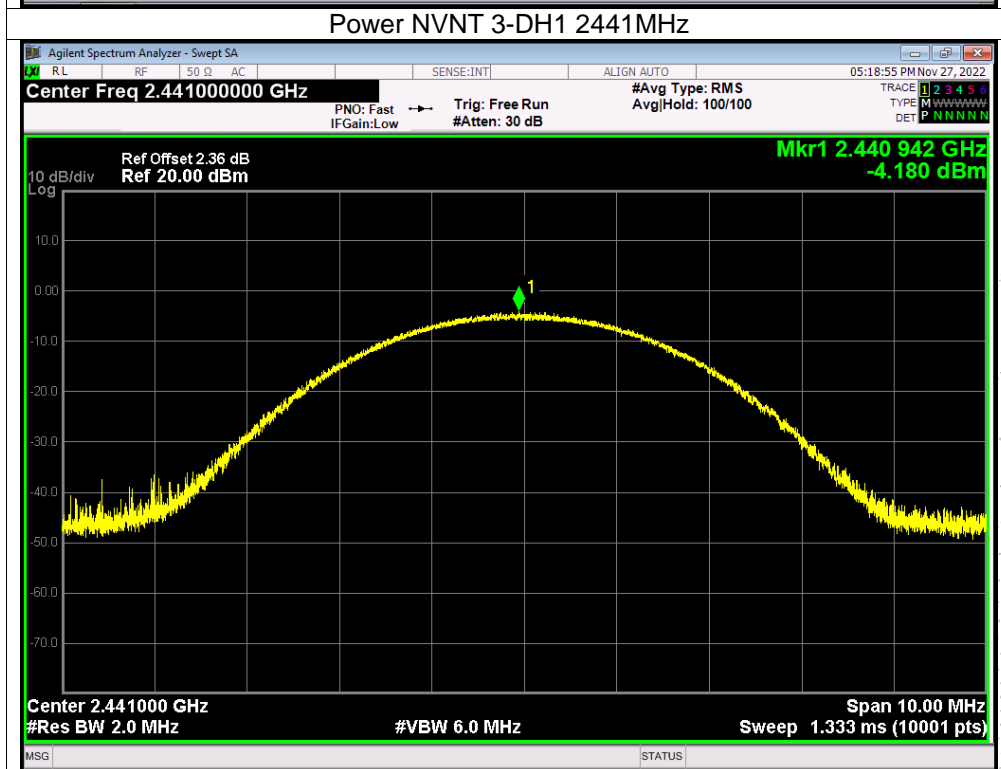 Power NVNT 3-DH1 2441MHz
Agilent Spectrum Analyzer - Swept SA
LXI RL RF 50 Ω AC SENSE:INT ALIGN AUTO 05:18:55 PM Nov 27, 2022
Center Freq 2.441000000 GHz #Avg Type: RMS TRACE 1 2 3 4 5 6
PNO: Fast Trig: Free Run Avg|Hold: 100/100 TYPE M WWWWW
IFGain:Low #Atten: 30 dB DET P N N N N N
Mkr1 2.440 942 GHz
Ref Offset 2.36 dB
10 dB/div Ref 20.00 dBm -4.180 dBm
Log
10.0
1
0.00
-10.0
-20.0
-30.0
-40.0
-50.0
-60.0
-70.0
Center 2.441000 GHz Span 10.00 MHz
#Res BW 2.0 MHz #VBW 6.0 MHz Sweep 1.333 ms (10001 pts)
MSG STATUS